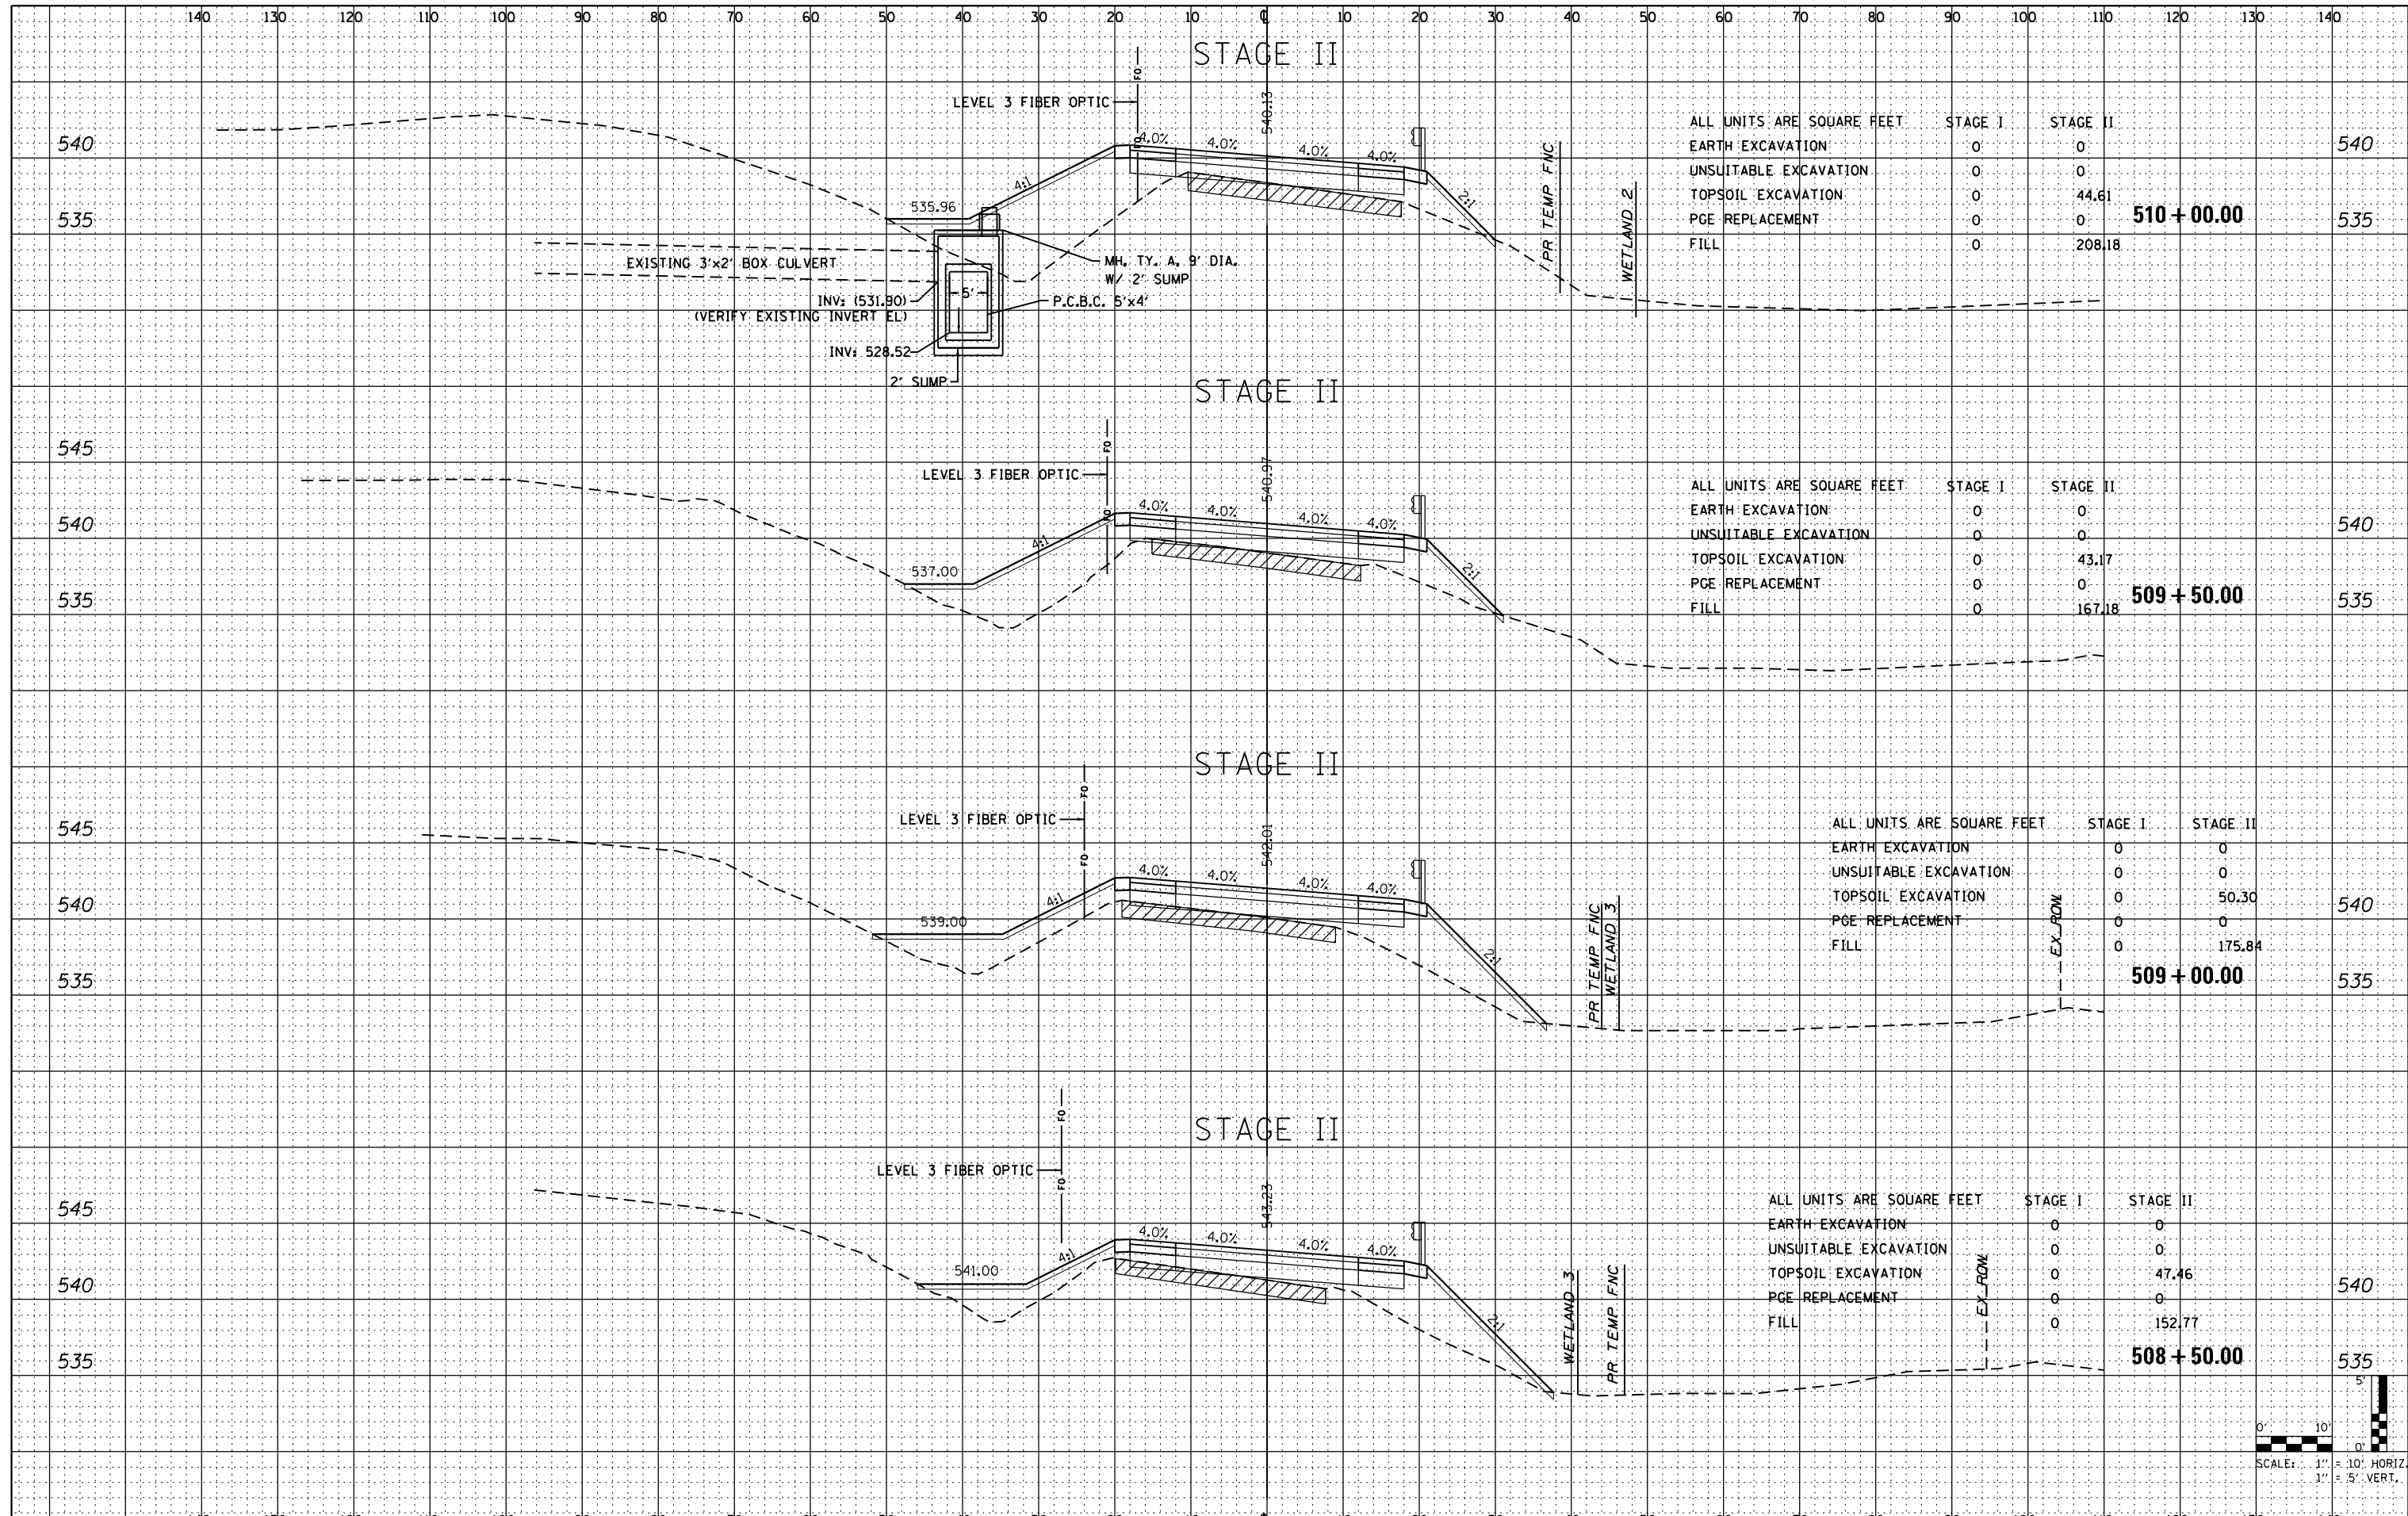 140 130 120 110 100 90 80 70 60 50 40 30 20 10 ℄ 10 20 30 40 50 60 70 80 90 100 110 120 130 140
STAGE II
FO
LEVEL 3 FIBER OPTIC
540.13
FO
4.0% 4.0% 4.0% 4.0%
4:1
2:1
535.96
540 540
535 535
EXISTING 3'x2' BOX CULVERT
MH, TY. A, 9' DIA.
W/ 2' SUMP
5'
INV: (531.90)
P.C.B.C. 5'x4'
(VERIFY EXISTING INVERT EL)
INV: 528.52
2' SUMP
PR TEMP FNC
WETLAND 2
ALL UNITS ARE SQUARE FEET STAGE I STAGE II
EARTH EXCAVATION 0 0
UNSUITABLE EXCAVATION 0 0
TOPSOIL EXCAVATION 0 44.61
PGE REPLACEMENT 0 0
FILL 0 208.18
510 + 00.00
STAGE II
FO
LEVEL 3 FIBER OPTIC
540.97
FO
4.0% 4.0% 4.0% 4.0%
4:1
2:1
537.00
545
540 540
535 535
ALL UNITS ARE SQUARE FEET STAGE I STAGE II
EARTH EXCAVATION 0 0
UNSUITABLE EXCAVATION 0 0
TOPSOIL EXCAVATION 0 43.17
PGE REPLACEMENT 0 0
FILL 0 167.18
509 + 50.00
STAGE II
FO
LEVEL 3 FIBER OPTIC
542.01
FO
4.0% 4.0% 4.0% 4.0%
4:1
2:1
539.00
545
540 540
535 535
PR TEMP FNC
WETLAND 3
EX ROW
ALL UNITS ARE SQUARE FEET STAGE I STAGE II
EARTH EXCAVATION 0 0
UNSUITABLE EXCAVATION 0 0
TOPSOIL EXCAVATION 0 50.30
PGE REPLACEMENT 0 0
FILL 0 175.84
509 + 00.00
STAGE II
FO
LEVEL 3 FIBER OPTIC
FO
543.23
4.0% 4.0% 4.0% 4.0%
4:1
2:1
541.00
545
540 540
535 535
WETLAND 3
PR TEMP FNC
EX ROW
ALL UNITS ARE SQUARE FEET STAGE I STAGE II
EARTH EXCAVATION 0 0
UNSUITABLE EXCAVATION 0 0
TOPSOIL EXCAVATION 0 47.46
PGE REPLACEMENT 0 0
FILL 0 152.77
508 + 50.00
5'
0' 10'
0'
SCALE: 1" = 10' HORIZ.
1" = 5' VERT.